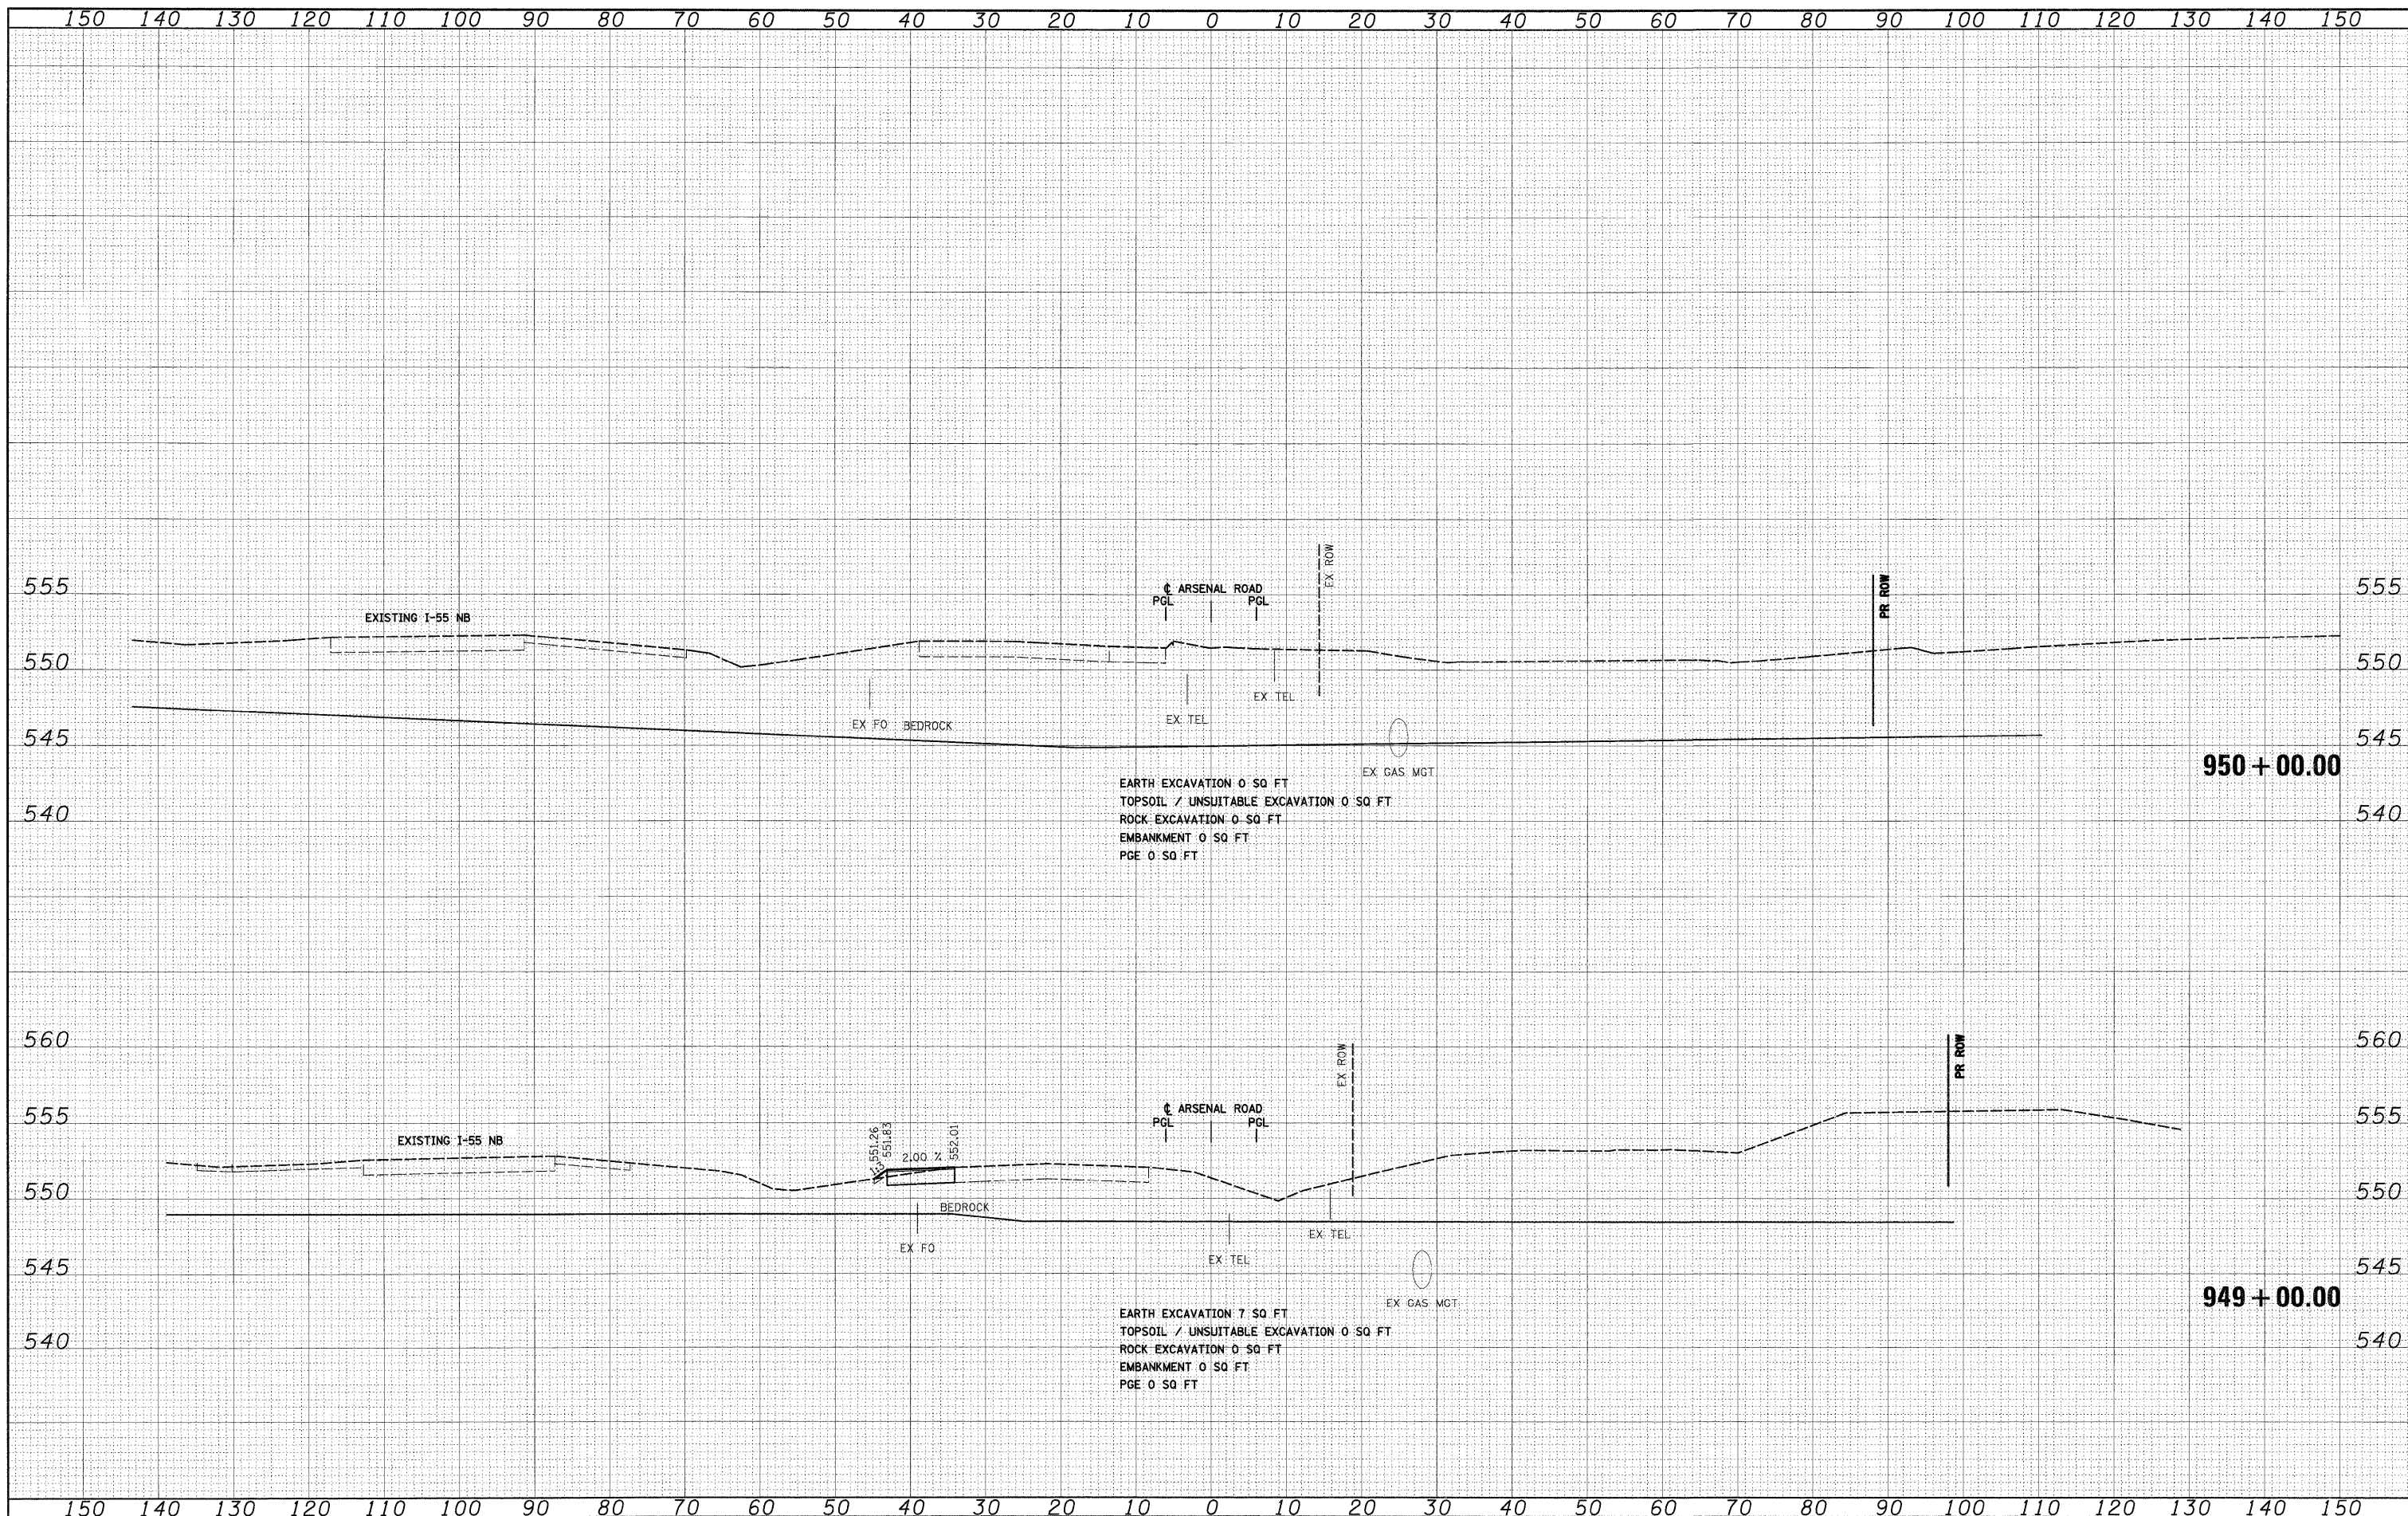 150 140 130 120 110 100 90 80 70 60 50 40 30 20 10 0 10 20 30 40 50 60 70 80 90 100 110 120 130 140 150
EX ROW
PR ROW
555 ℄ ARSENAL ROAD 555
PGL PGL
EXISTING I-55 NB
550 550
EX TEL
EX TEL
EX FO BEDROCK
545 545
950+00.00
EX GAS MGT
EARTH EXCAVATION 0 SQ FT
TOPSOIL / UNSUITABLE EXCAVATION 0 SQ FT
540 540
ROCK EXCAVATION 0 SQ FT
EMBANKMENT 0 SQ FT
PGE 0 SQ FT
560 560
EX ROW
PR ROW
℄ ARSENAL ROAD
555 PGL PGL 555
EXISTING I-55 NB
551.26
551.83
552.01
2.00 %
1:3
550 550
BEDROCK
EX TEL
EX FO
EX TEL
545 545
949+00.00
EX GAS MGT
EARTH EXCAVATION 7 SQ FT
TOPSOIL / UNSUITABLE EXCAVATION 0 SQ FT
540 540
ROCK EXCAVATION 0 SQ FT
EMBANKMENT 0 SQ FT
PGE 0 SQ FT
150 140 130 120 110 100 90 80 70 60 50 40 30 20 10 0 10 20 30 40 50 60 70 80 90 100 110 120 130 140 150